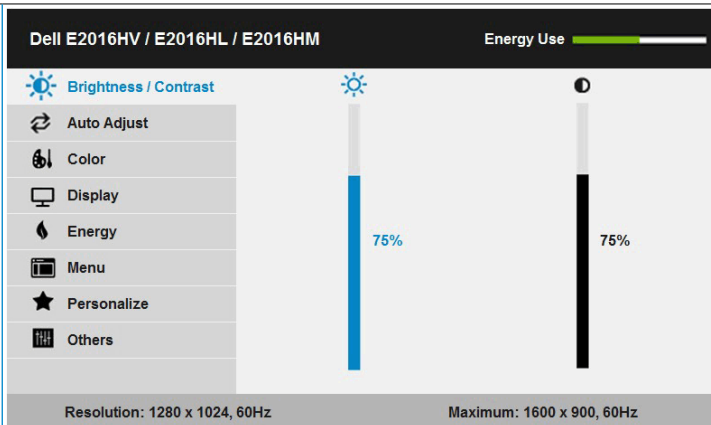 Dell E2016HV / E2016HL / E2016HM
Energy Use
Brightness / Contrast
Auto Adjust
Color
Display
Energy
Menu
Personalize
Others
75%
75%
Resolution: 1280 x 1024, 60Hz
Maximum: 1600 x 900, 60Hz